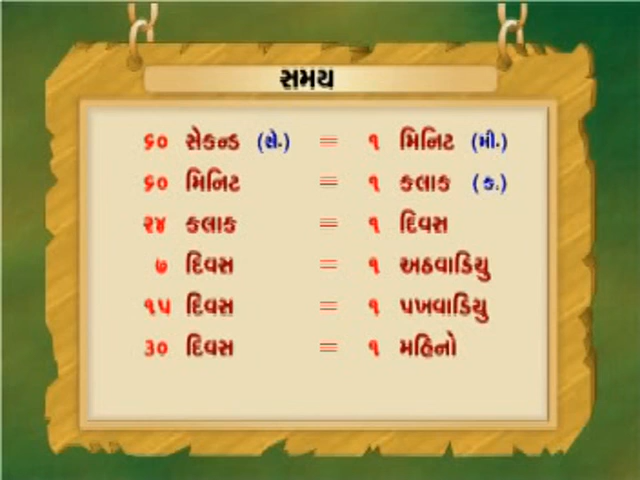 સમય
૬૦ સેકન્ડ (સે.) = ૧ મિનિટ (મી.)
૬૦ મિનિટ = ૧ કલાક (ક.)
૨૪ કલાક = ૧ દિવસ
૭ દિવસ = ૧ અઠવાડિયુ
૧૫ દિવસ = ૧ પખવાડિયુ
૩૦ દિવસ = ૧ મહિનો